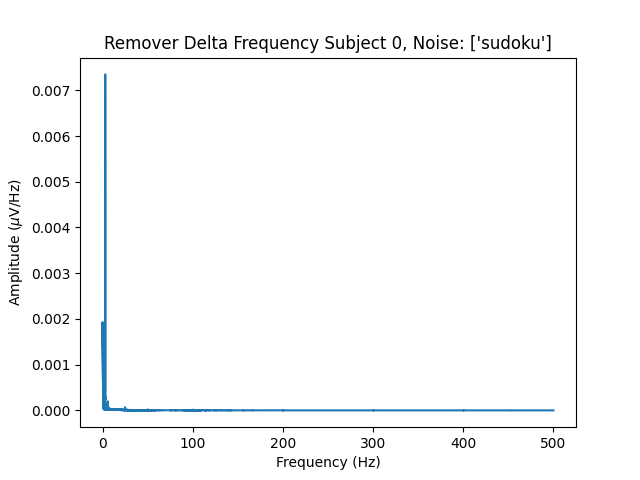 Remover Delta Frequency Subject 0, Noise: ['sudoku']
0.007
0.006
0.005
0.004
0.003
0.002
0.001
0.000
Amplitude (μV/Hz)
0 100 200 300 400 500
Frequency (Hz)